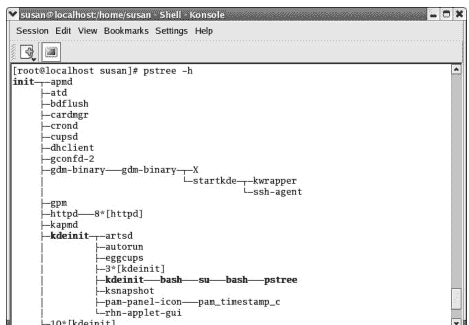 susan@localhost:/home/susan - Shell - Konsole
Session Edit View Bookmarks Settings Help
[root@localhost susan]# pstree -h
init─┬─apmd
     ├─atd
     ├─bdflush
     ├─cardmgr
     ├─crond
     ├─cupsd
     ├─dhclient
     ├─gconfd-2
     ├─gdm-binary───gdm-binary─┬─X
     │                         └─startkde─┬─kwrapper
     │                                    └─ssh-agent
     ├─gpm
     ├─httpd───8*[httpd]
     ├─kapmd
     ├─kdeinit─┬─artsd
     │         ├─autorun
     │         ├─eggcups
     │         ├─3*[kdeinit]
     │         ├─kdeinit───bash───su───bash───pstree
     │         ├─ksnapshot
     │         ├─pam-panel-icon───pam_timestamp_c
     │         └─rhn-applet-gui
     ├─10*[kdeinit]